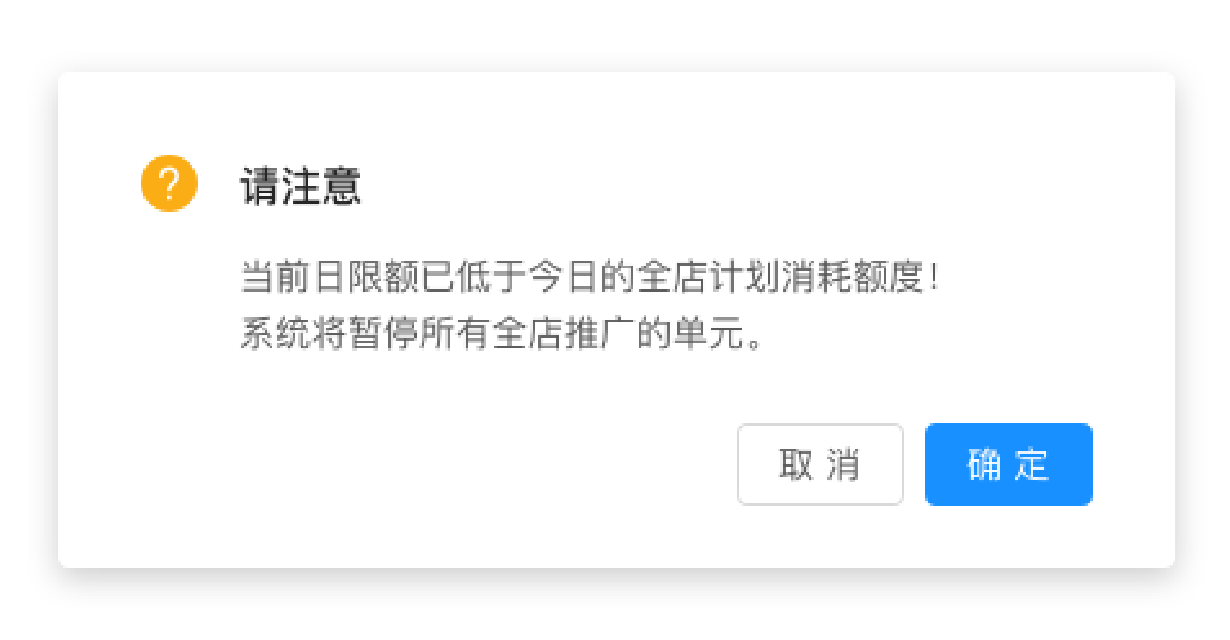 请注意
当前日限额已低于今日的全店计划消耗额度！
系统将暂停所有全店推广的单元。
取 消
确 定